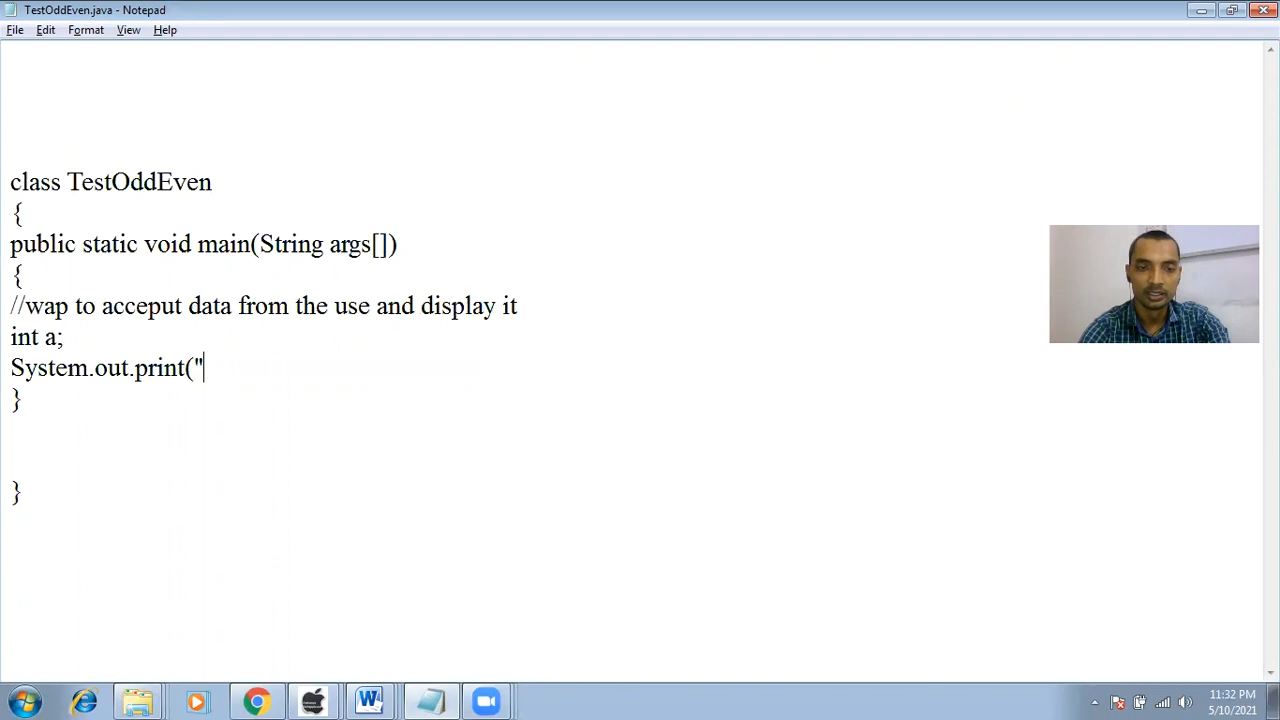 TestOddEven.java - Notepad
File Edit Format View Help
class TestOddEven
{
public static void main(String args[])
{
//wap to acceput data from the use and display it
int a;
System.out.print("
}
}
11:32 PM
5/10/2021